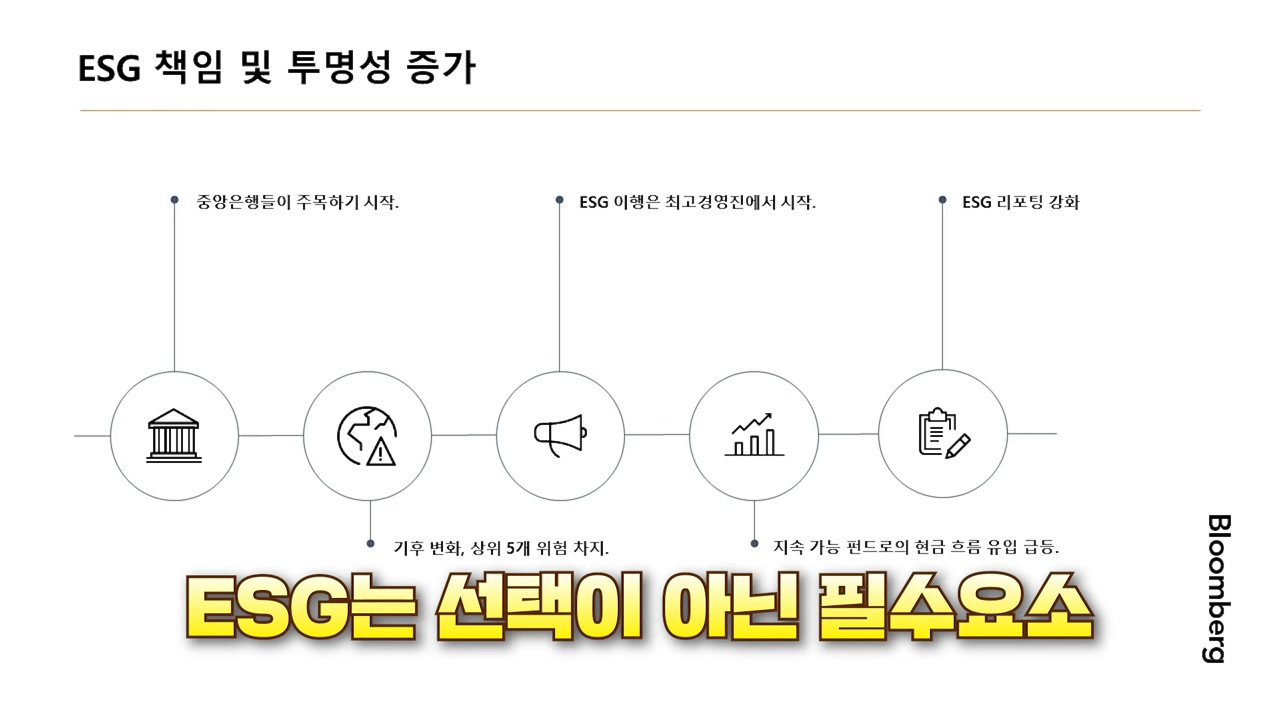 ESG 책임 및 투명성 증가
중앙은행들이 주목하기 시작.
ESG 이행은 최고경영진에서 시작.
ESG 리포팅 강화
기후 변화, 상위 5개 위험 차지.
지속 가능 펀드로의 현금 흐름 유입 급등.
ESG는 선택이 아닌 필수요소
Bloomberg